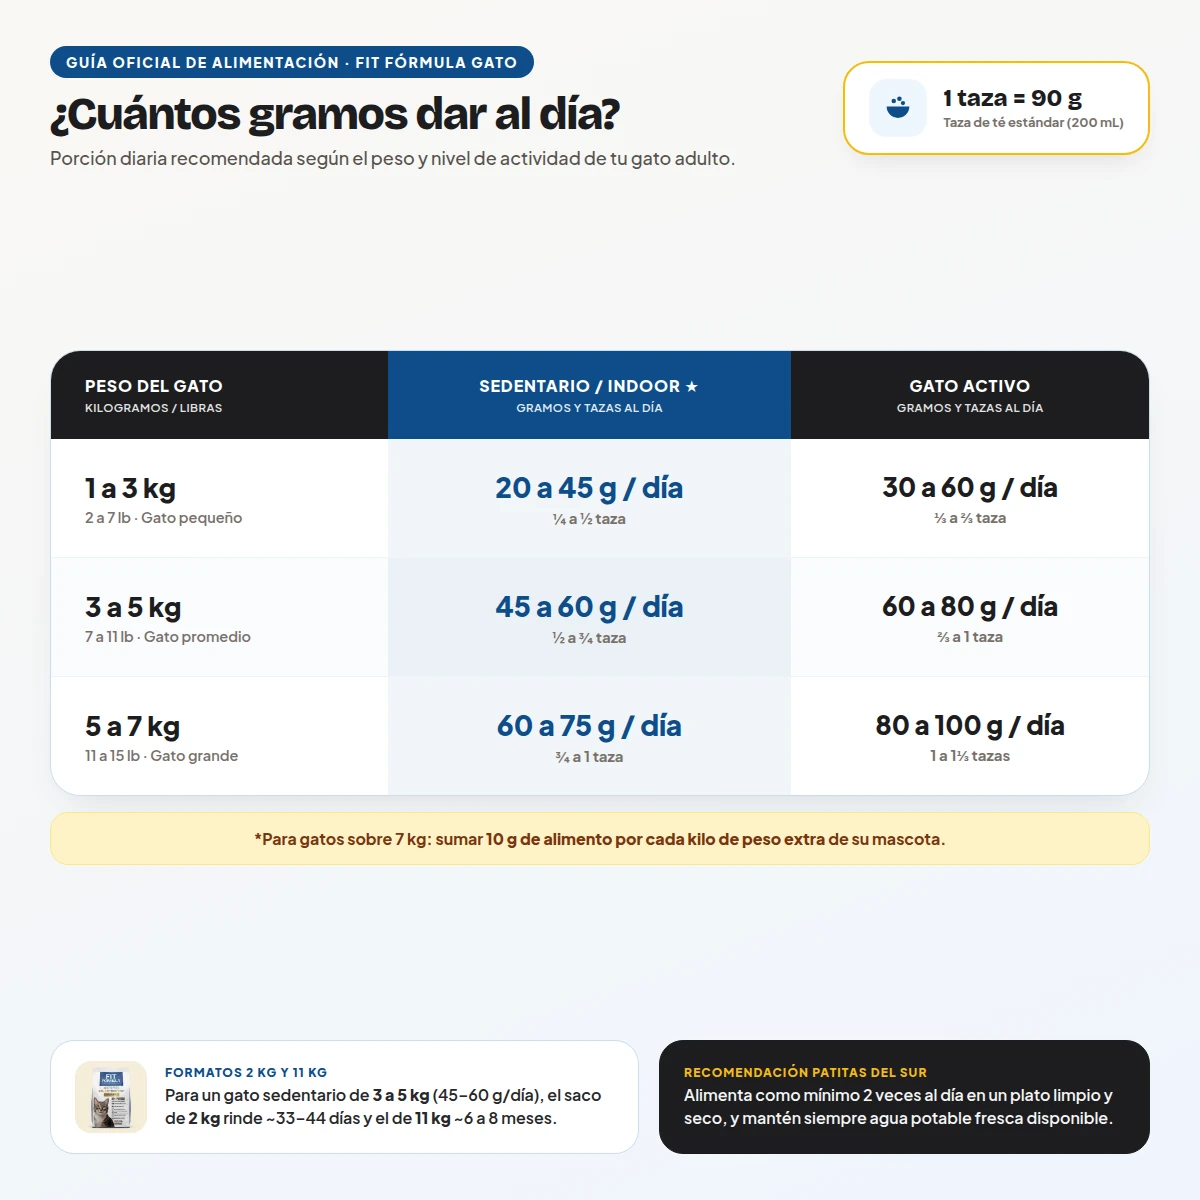 GUÍA OFICIAL DE ALIMENTACIÓN · FIT FÓRMULA GATO
¿Cuántos gramos dar al día?
Porción diaria recomendada según el peso y nivel de actividad de tu gato adulto.
1 taza = 90 g
Taza de té estándar (200 mL)
PESO DEL GATO
KILOGRAMOS / LIBRAS
SEDENTARIO / INDOOR ★
GRAMOS Y TAZAS AL DÍA
GATO ACTIVO
GRAMOS Y TAZAS AL DÍA
1 a 3 kg
2 a 7 lb · Gato pequeño
20 a 45 g / día
¼ a ½ taza
30 a 60 g / día
⅓ a ⅔ taza
3 a 5 kg
7 a 11 lb · Gato promedio
45 a 60 g / día
½ a ¾ taza
60 a 80 g / día
⅔ a 1 taza
5 a 7 kg
11 a 15 lb · Gato grande
60 a 75 g / día
¾ a 1 taza
80 a 100 g / día
1 a 1⅓ tazas
*Para gatos sobre 7 kg: sumar 10 g de alimento por cada kilo de peso extra de su mascota.
FIT
FORMULA
FORMATOS 2 KG Y 11 KG
Para un gato sedentario de 3 a 5 kg (45–60 g/día), el saco
de 2 kg rinde ~33–44 días y el de 11 kg ~6 a 8 meses.
RECOMENDACIÓN PATITAS DEL SUR
Alimenta como mínimo 2 veces al día en un plato limpio y
seco, y mantén siempre agua potable fresca disponible.